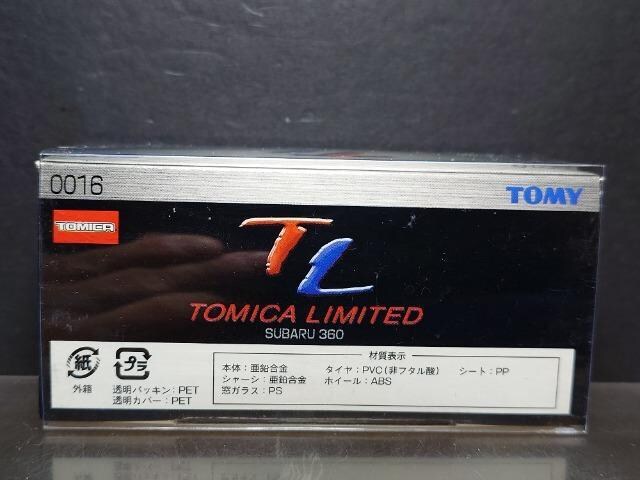 0016
TOMY
TOMICA
TL
TOMICA LIMITED
SUBARU 360
材質表示
紙
外箱
プラ
透明パッキン：PET
透明カバー：PET
本体：亜鉛合金 タイヤ：PVC(非フタル酸) シート：PP
シャーシ：亜鉛合金 ホイール：ABS
窓ガラス：PS